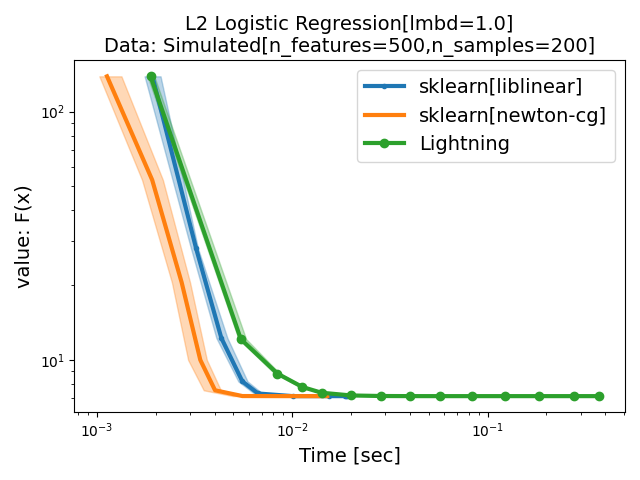 L2 Logistic Regression[lmbd=1.0]
Data: Simulated[n_features=500,n_samples=200]
value: F(x)
10²
10¹
sklearn[liblinear]
sklearn[newton-cg]
Lightning
10⁻³
10⁻²
10⁻¹
Time [sec]